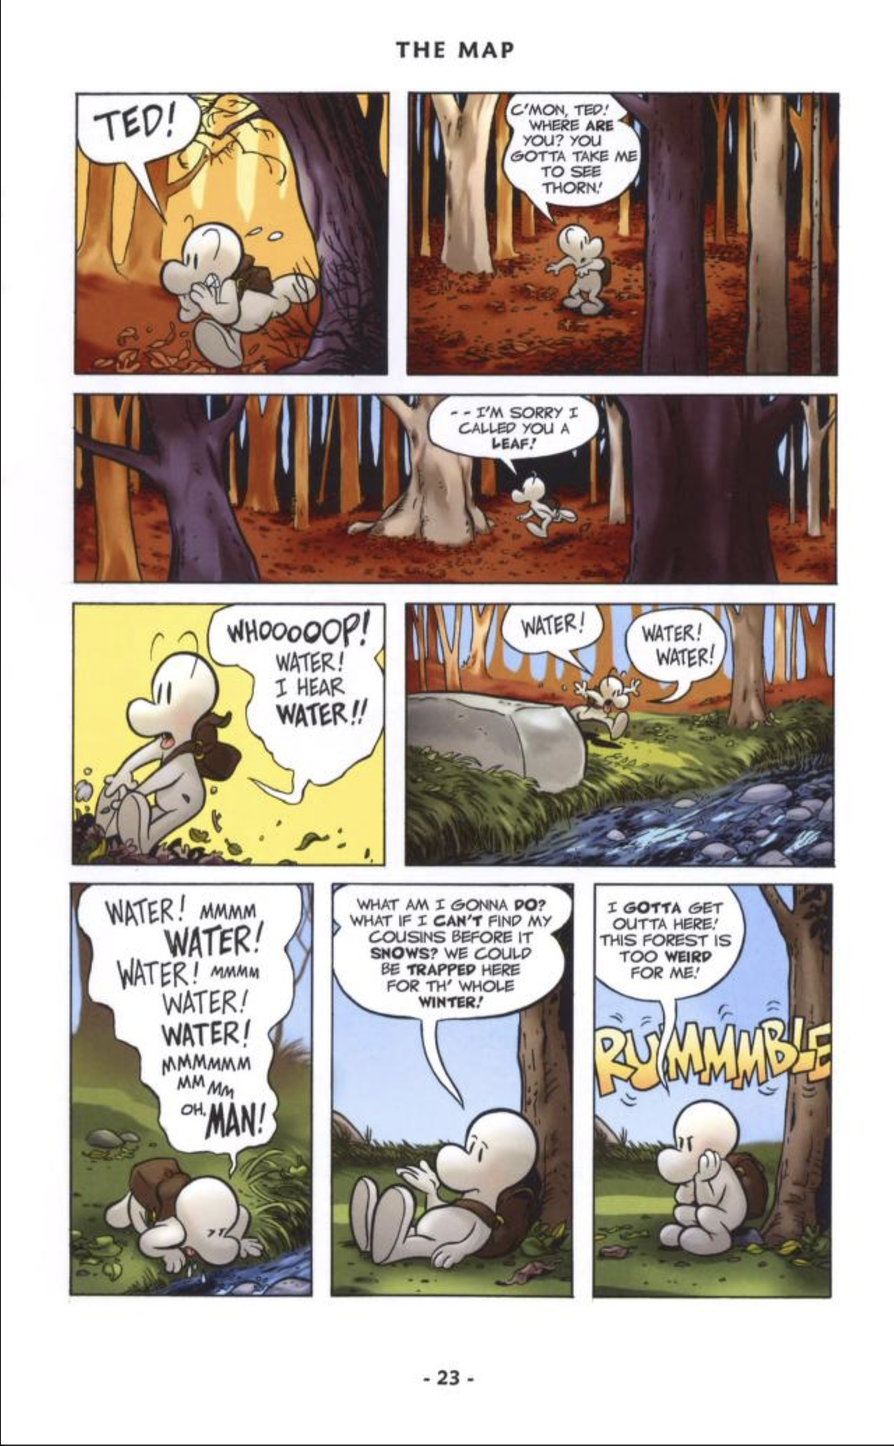 THE MAP
TED!
C'MON, TED!
WHERE ARE
YOU? YOU
GOTTA TAKE ME
TO SEE
THORN!
-- I'M SORRY I
CALLED YOU A
LEAF!
WHOOOOOP!
WATER!
I HEAR
WATER!!
WATER!
WATER!
WATER!
WATER! MMMM
WATER!
WATER! MMMM
WATER!
WATER!
MMMMMM
MM MM
OH, MAN!
WHAT AM I GONNA DO?
WHAT IF I CAN'T FIND MY
COUSINS BEFORE IT
SNOWS? WE COULD
BE TRAPPED HERE
FOR TH' WHOLE
WINTER!
I GOTTA GET
OUTTA HERE!
THIS FOREST IS
TOO WEIRD
FOR ME!
RUMMMBLE
- 23 -